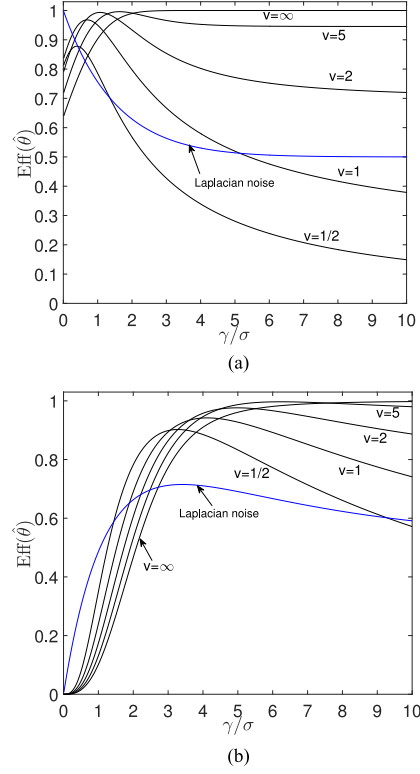 1
0.9
0.8
0.7
0.6
0.5
0.4
0.3
0.2
0.1
0
Eff(θ̂)
v=∞
v=5
v=2
v=1
v=1/2
Laplacian noise
0 1 2 3 4 5 6 7 8 9 10
γ/σ
(a)
1
0.8
0.6
0.4
0.2
0
Eff(θ̂)
v=5
v=2
v=1
v=1/2
Laplacian noise
v=∞
0 1 2 3 4 5 6 7 8 9 10
γ/σ
(b)